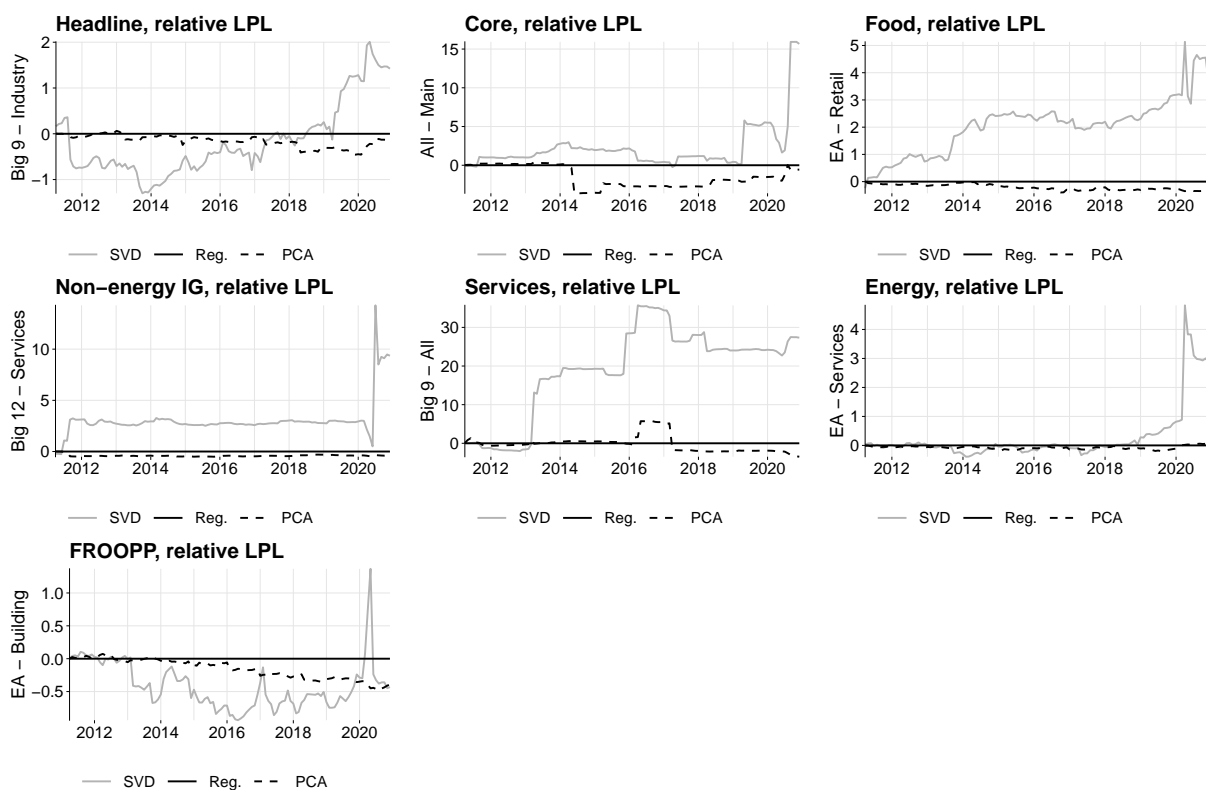 Headline, relative LPL
Big 9 − Industry
2
1
0
−1
2012 2014 2016 2018 2020
SVD Reg. PCA
Core, relative LPL
All − Main
15
10
5
0
2012 2014 2016 2018 2020
SVD Reg. PCA
Food, relative LPL
EA − Retail
5
4
3
2
1
0
2012 2014 2016 2018 2020
SVD Reg. PCA
Non−energy IG, relative LPL
Big 12 − Services
10
5
0
2012 2014 2016 2018 2020
SVD Reg. PCA
Services, relative LPL
Big 9 − All
30
20
10
0
2012 2014 2016 2018 2020
SVD Reg. PCA
Energy, relative LPL
EA − Services
4
3
2
1
0
2012 2014 2016 2018 2020
SVD Reg. PCA
FROOPP, relative LPL
EA − Building
1.0
0.5
0.0
−0.5
2012 2014 2016 2018 2020
SVD Reg. PCA